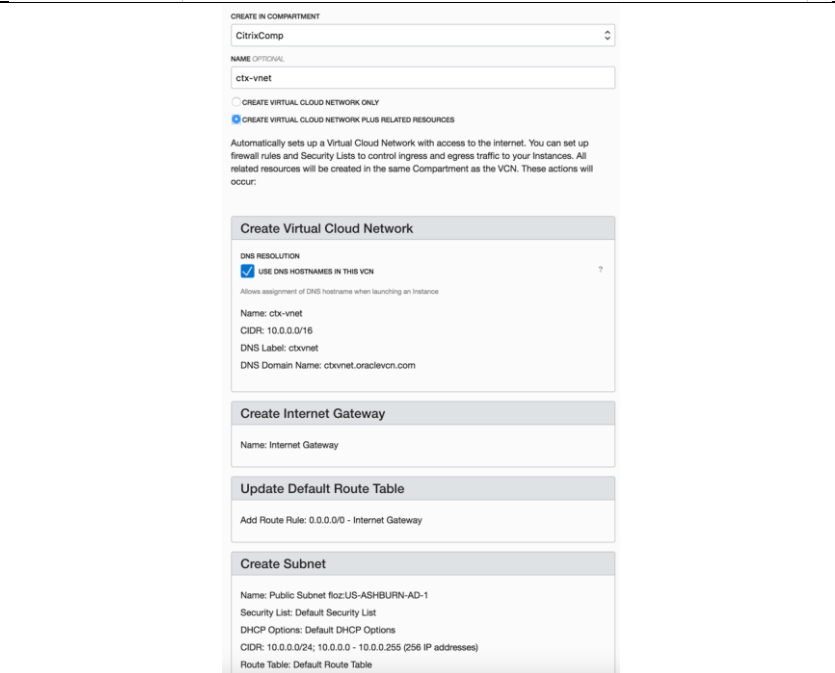 CREATE IN COMPARTMENT
CitrixComp
NAME OPTIONAL
ctx-vnet
CREATE VIRTUAL CLOUD NETWORK ONLY
CREATE VIRTUAL CLOUD NETWORK PLUS RELATED RESOURCES
Automatically sets up a Virtual Cloud Network with access to the internet. You can set up
firewall rules and Security Lists to control ingress and egress traffic to your Instances. All
related resources will be created in the same Compartment as the VCN. These actions will
occur:
Create Virtual Cloud Network
DNS RESOLUTION
USE DNS HOSTNAMES IN THIS VCN
?
Allows assignment of DNS hostname when launching an Instance
Name: ctx-vnet
CIDR: 10.0.0.0/16
DNS Label: ctxvnet
DNS Domain Name: ctxvnet.oraclevcn.com
Create Internet Gateway
Name: Internet Gateway
Update Default Route Table
Add Route Rule: 0.0.0.0/0 - Internet Gateway
Create Subnet
Name: Public Subnet fioz:US-ASHBURN-AD-1
Security List: Default Security List
DHCP Options: Default DHCP Options
CIDR: 10.0.0.0/24; 10.0.0.0 - 10.0.0.255 (256 IP addresses)
Route Table: Default Route Table